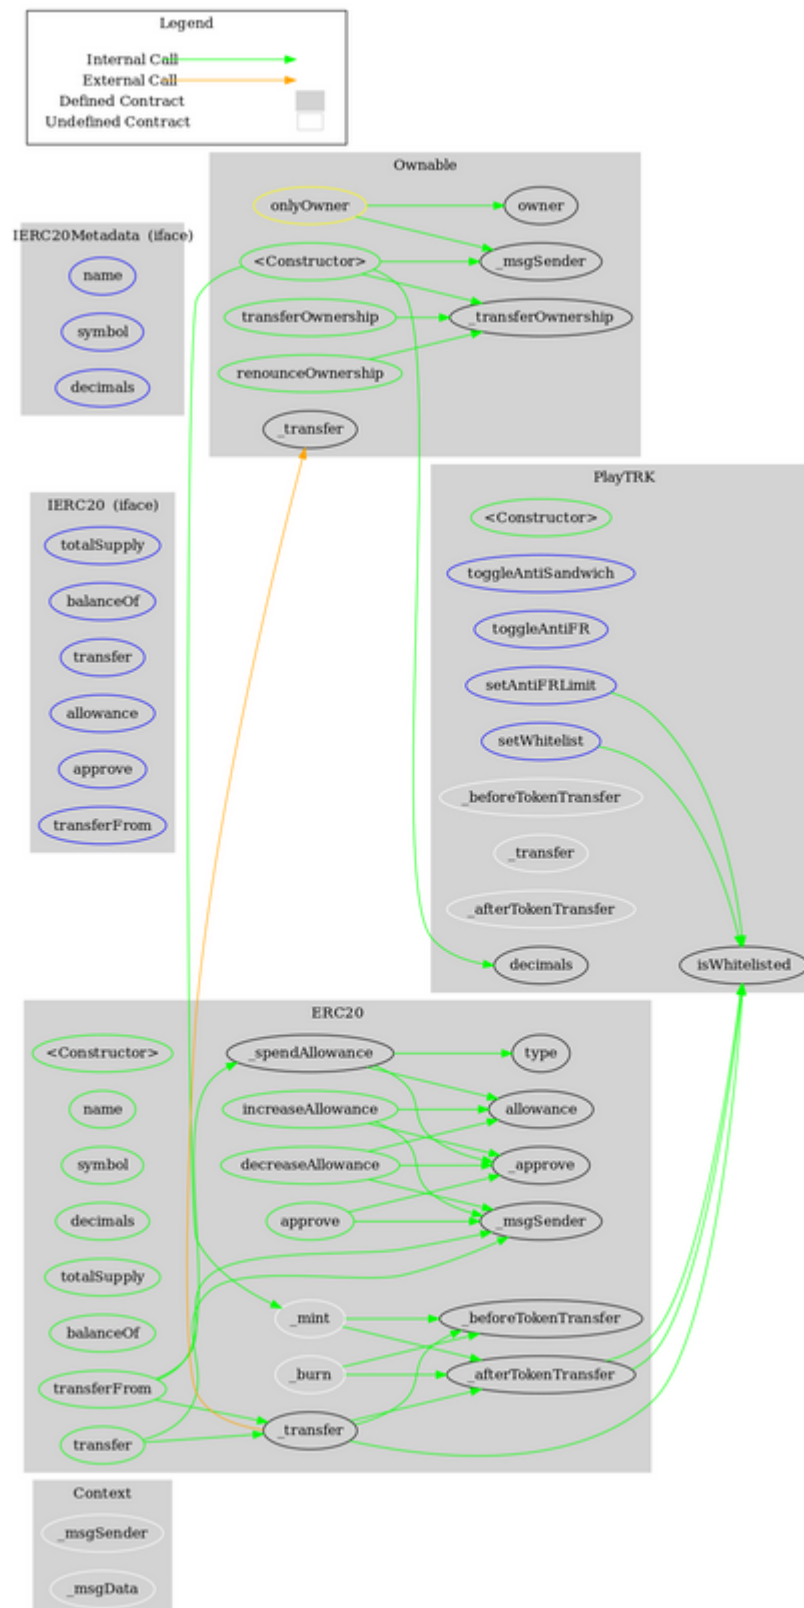 Legend
Internal Call
External Call
Defined Contract
Undefined Contract
Ownable
onlyOwner
owner
<Constructor>
_msgSender
transferOwnership
_transferOwnership
renounceOwnership
_transfer
IERC20Metadata (iface)
name
symbol
decimals
IERC20 (iface)
totalSupply
balanceOf
transfer
allowance
approve
transferFrom
PlayTRK
<Constructor>
toggleAntiSandwich
toggleAntiFR
setAntiFRLimit
setWhitelist
_beforeTokenTransfer
_transfer
_afterTokenTransfer
decimals
isWhitelisted
ERC20
<Constructor>
_spendAllowance
type
name
increaseAllowance
allowance
symbol
decreaseAllowance
_approve
decimals
approve
_msgSender
totalSupply
balanceOf
_mint
_beforeTokenTransfer
transferFrom
_burn
_afterTokenTransfer
transfer
_transfer
Context
_msgSender
_msgData